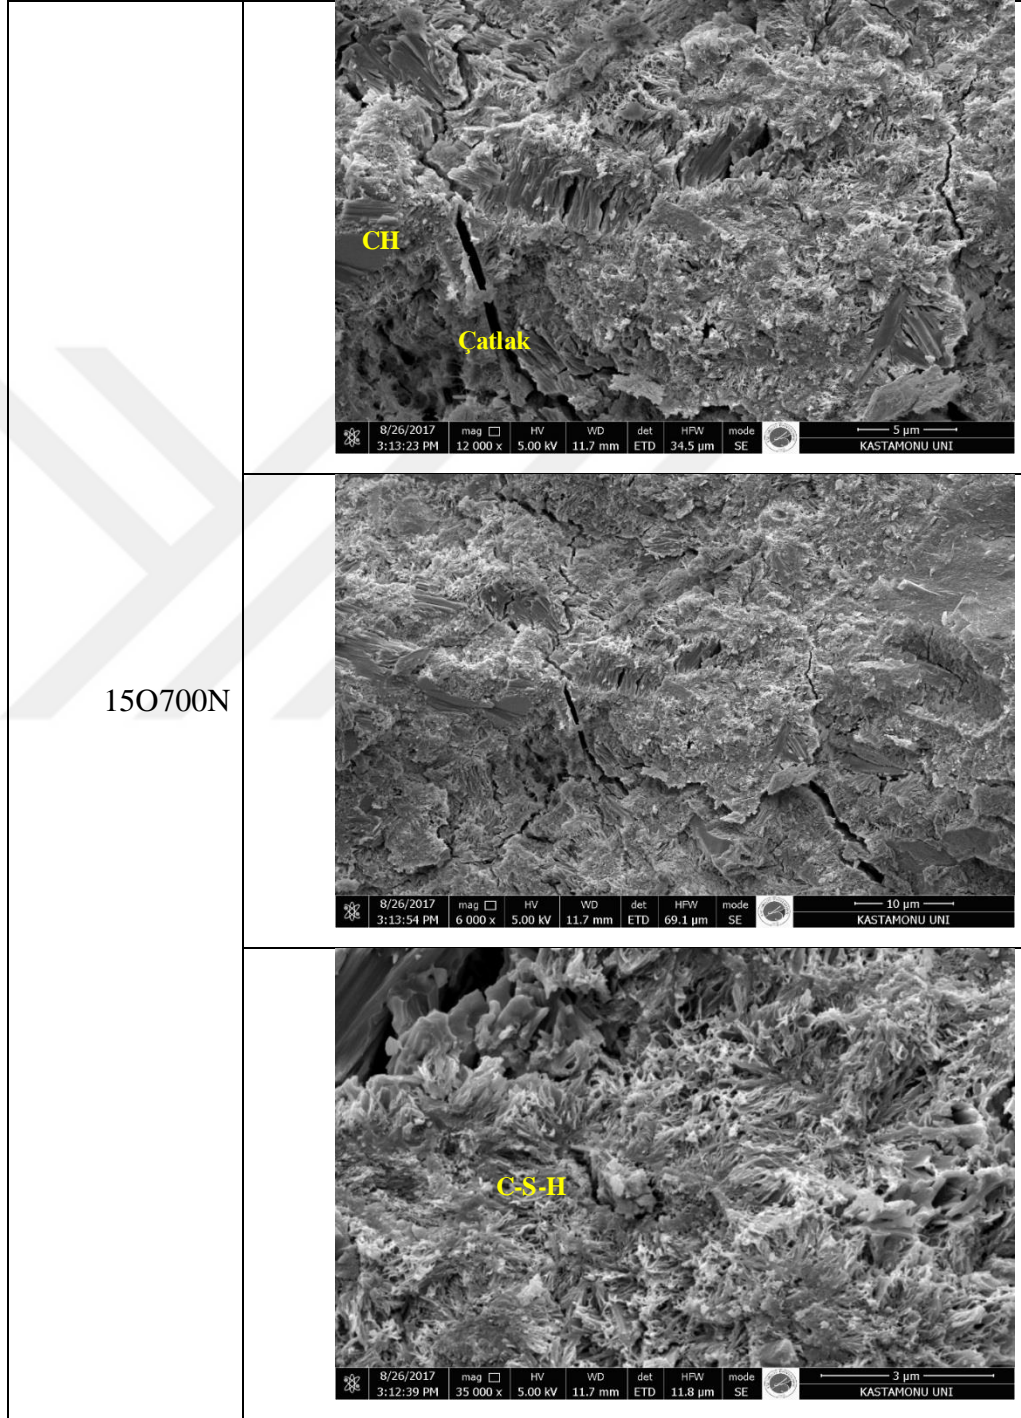 CH
Çatlak
8/26/2017 mag HV WD det HFW mode 5 µm
3:13:23 PM 12 000 x 5.00 kV 11.7 mm ETD 34.5 µm SE KASTAMONU UNI
15O700N
8/26/2017 mag HV WD det HFW mode 10 µm
3:13:54 PM 6 000 x 5.00 kV 11.7 mm ETD 69.1 µm SE KASTAMONU UNI
C-S-H
8/26/2017 mag HV WD det HFW mode 3 µm
3:12:39 PM 35 000 x 5.00 kV 11.7 mm ETD 11.8 µm SE KASTAMONU UNI